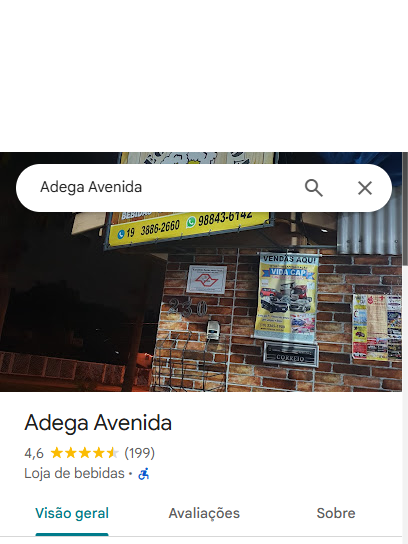 Adega Avenida
BEBIDAS
19 3886-2660 98843-6142
VENDAS AQUI
VIDA CAP
230
CORREIO
Adega Avenida
4,6 (199)
Loja de bebidas ·
Visão geral
Avaliações
Sobre